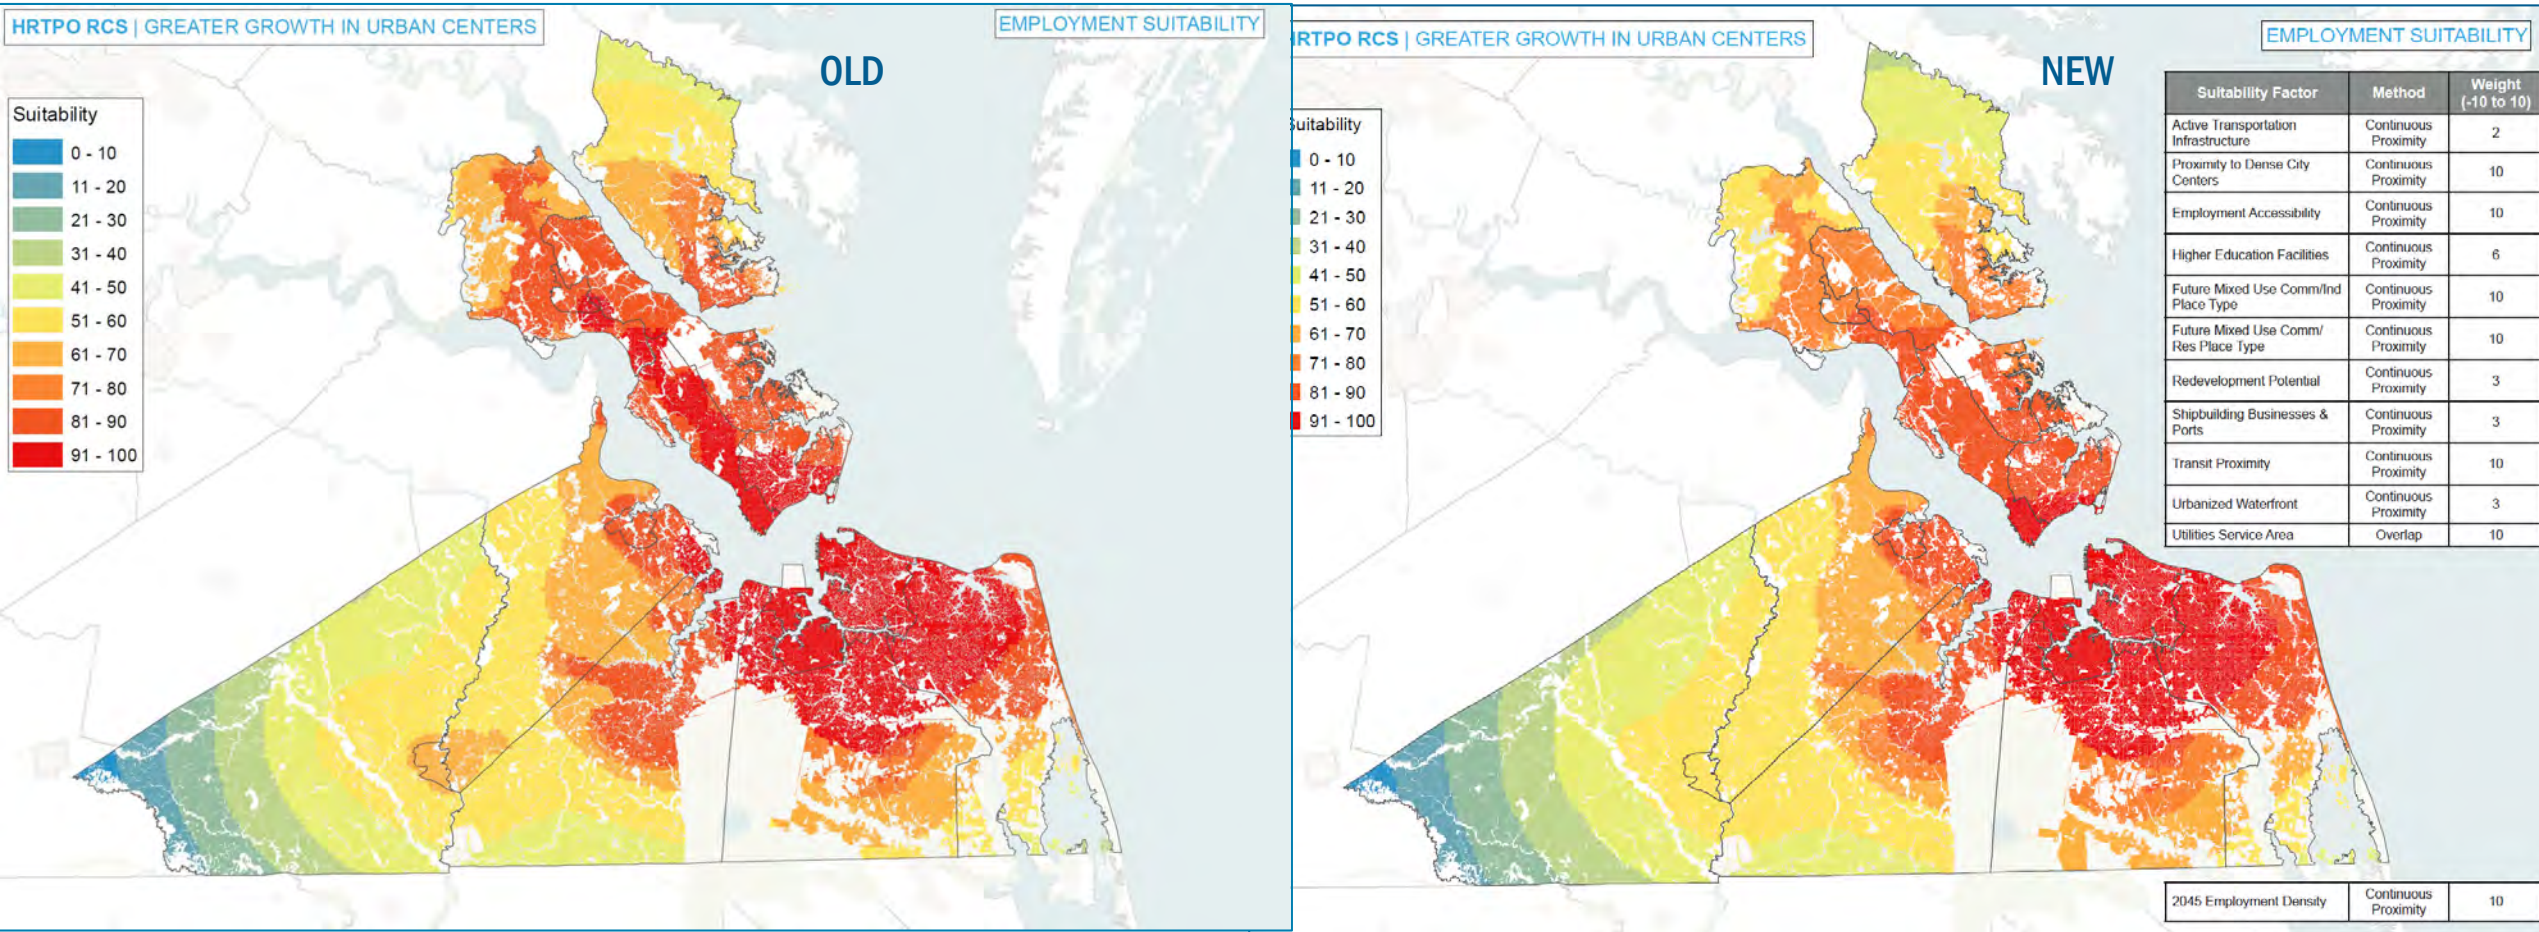 HRTPO RCS | GREATER GROWTH IN URBAN CENTERS
EMPLOYMENT SUITABILITY
OLD
Suitability
0 - 10
11 - 20
21 - 30
31 - 40
41 - 50
51 - 60
61 - 70
71 - 80
81 - 90
91 - 100
RTPO RCS | GREATER GROWTH IN URBAN CENTERS
EMPLOYMENT SUITABILITY
NEW
Suitability
0 - 10
11 - 20
21 - 30
31 - 40
41 - 50
51 - 60
61 - 70
71 - 80
81 - 90
91 - 100
Suitability Factor Method Weight
(-10 to 10)
Active Transportation Continuous 2
Infrastructure Proximity
Proximity to Dense City Continuous 10
Centers Proximity
Employment Accessibility Continuous 10
Proximity
Higher Education Facilities Continuous 6
Proximity
Future Mixed Use Comm/Ind Continuous 10
Place Type Proximity
Future Mixed Use Comm/ Continuous 10
Res Place Type Proximity
Redevelopment Potential Continuous 3
Proximity
Shipbuilding Businesses & Continuous 3
Ports Proximity
Transit Proximity Continuous 10
Proximity
Urbanized Waterfront Continuous 3
Proximity
Utilities Service Area Overlap 10
2045 Employment Density Continuous 10
Proximity